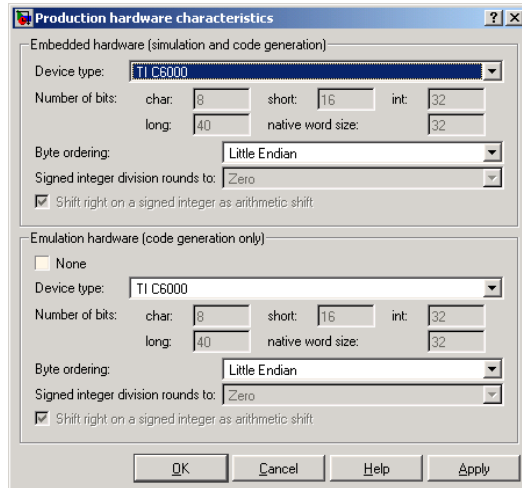 Production hardware characteristics
Embedded hardware (simulation and code generation)
Device type: TI C6000
Number of bits: char: 8 short: 16 int: 32
long: 40 native word size: 32
Byte ordering: Little Endian
Signed integer division rounds to: Zero
Shift right on a signed integer as arithmetic shift
Emulation hardware (code generation only)
None
Device type: TI C6000
Number of bits: char: 8 short: 16 int: 32
long: 40 native word size: 32
Byte ordering: Little Endian
Signed integer division rounds to: Zero
Shift right on a signed integer as arithmetic shift
OK Cancel Help Apply